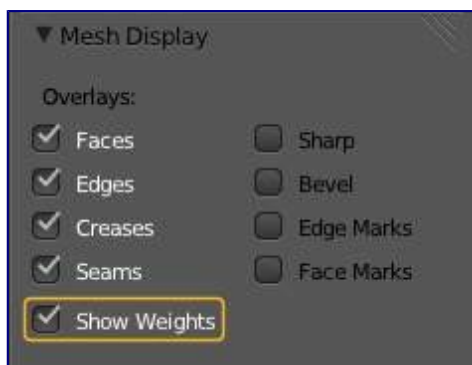 Mesh Display
Overlays:
Faces
Sharp
Edges
Bevel
Creases
Edge Marks
Seams
Face Marks
Show Weights